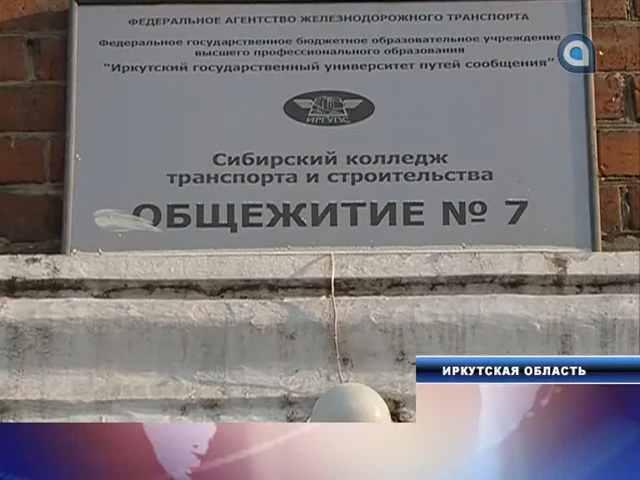 ФЕДЕРАЛЬНОЕ АГЕНТСТВО ЖЕЛЕЗНОДОРОЖНОГО ТРАНСПОРТА
Федеральное государственное бюджетное образовательное учреждение
высшего профессионального образования
"Иркутский государственный университет путей сообщения"
ИРГУПС
Сибирский колледж
транспорта и строительства
ОБЩЕЖИТИЕ № 7
ИРКУТСКАЯ ОБЛАСТЬ